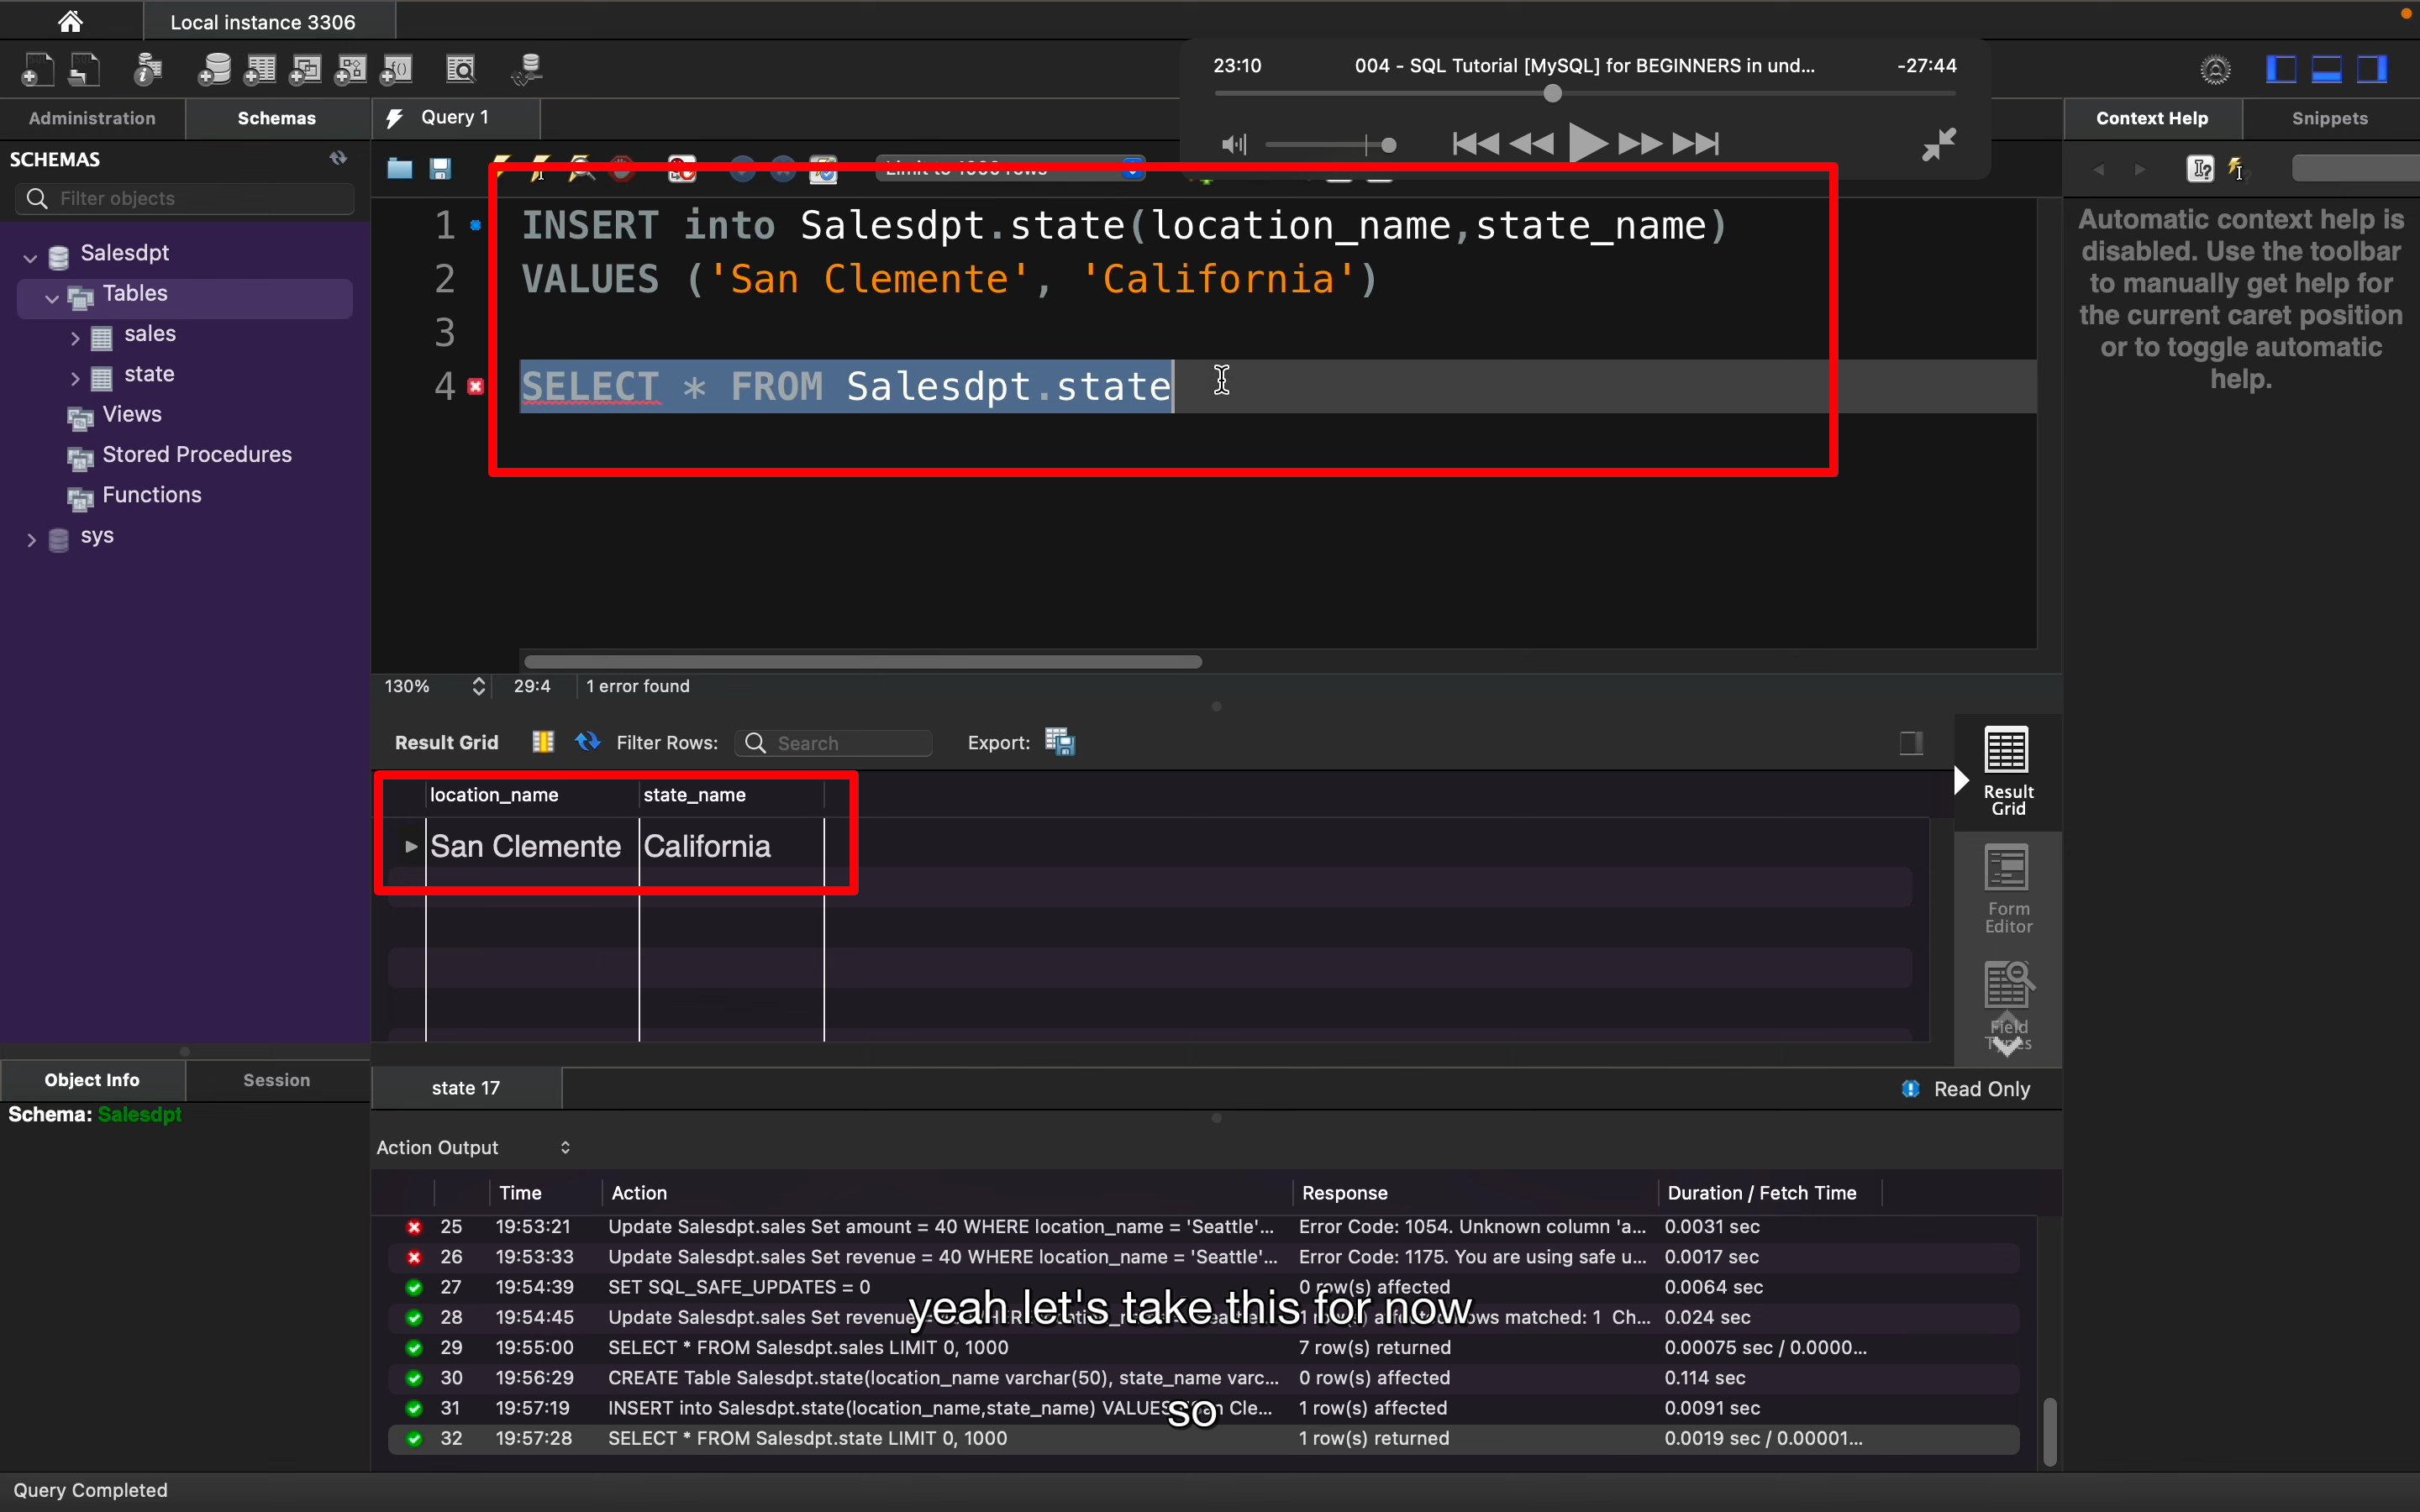 Local instance 3306
23:10
004 - SQL Tutorial [MySQL] for BEGINNERS in und...
-27:44
Administration
Schemas
Query 1
Context Help
Snippets
SCHEMAS
Filter objects
Salesdpt
Tables
sales
state
Views
Stored Procedures
Functions
sys
1 INSERT into Salesdpt.state(location_name,state_name)
2 VALUES ('San Clemente', 'California')
3
4 SELECT * FROM Salesdpt.state
Automatic context help is
disabled. Use the toolbar
to manually get help for
the current caret position
or to toggle automatic
help.
130% 29:4 1 error found
Result Grid Filter Rows: Search Export:
location_name state_name
San Clemente California
Result
Grid
Form
Editor
Field
Types
Object Info
Session
Schema: Salesdpt
state 17
Read Only
Action Output
Time Action Response Duration / Fetch Time
25 19:53:21 Update Salesdpt.sales Set amount = 40 WHERE location_name = 'Seattle'... Error Code: 1054. Unknown column 'a... 0.0031 sec
26 19:53:33 Update Salesdpt.sales Set revenue = 40 WHERE location_name = 'Seattle'... Error Code: 1175. You are using safe u... 0.0017 sec
27 19:54:39 SET SQL_SAFE_UPDATES = 0 0 row(s) affected 0.0064 sec
yeah let's take this for now
28 19:54:45 Update Salesdpt.sales Set matched: 1 Ch... 0.024 sec
29 19:55:00 SELECT * FROM Salesdpt.sales LIMIT 0, 1000 7 row(s) returned 0.00075 sec / 0.0000...
30 19:56:29 CREATE Table Salesdpt.state(location_name varchar(50), state_name varc... 0 row(s) affected 0.114 sec
31 19:57:19 INSERT into Salesdpt.state(location_name,state_name) Cle... 1 row(s) affected 0.0091 sec
so
32 19:57:28 SELECT * FROM Salesdpt.state LIMIT 0, 1000 1 row(s) returned 0.0019 sec / 0.00001...
Query Completed